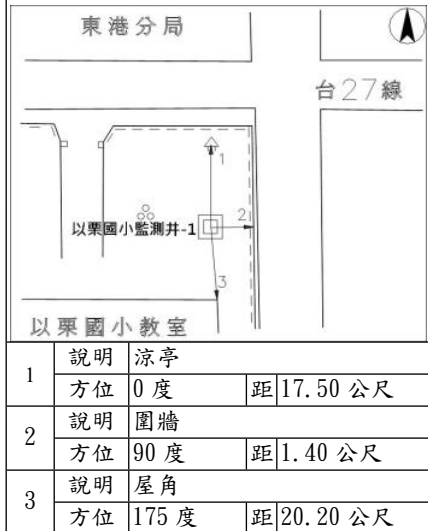 東港分局
台27線
1
以栗國小監測井-1
2
3
以栗國小教室
1 說明 涼亭
方位 0 度 距 17.50 公尺
2 說明 圍牆
方位 90 度 距 1.40 公尺
3 說明 屋角
方位 175 度 距 20.20 公尺